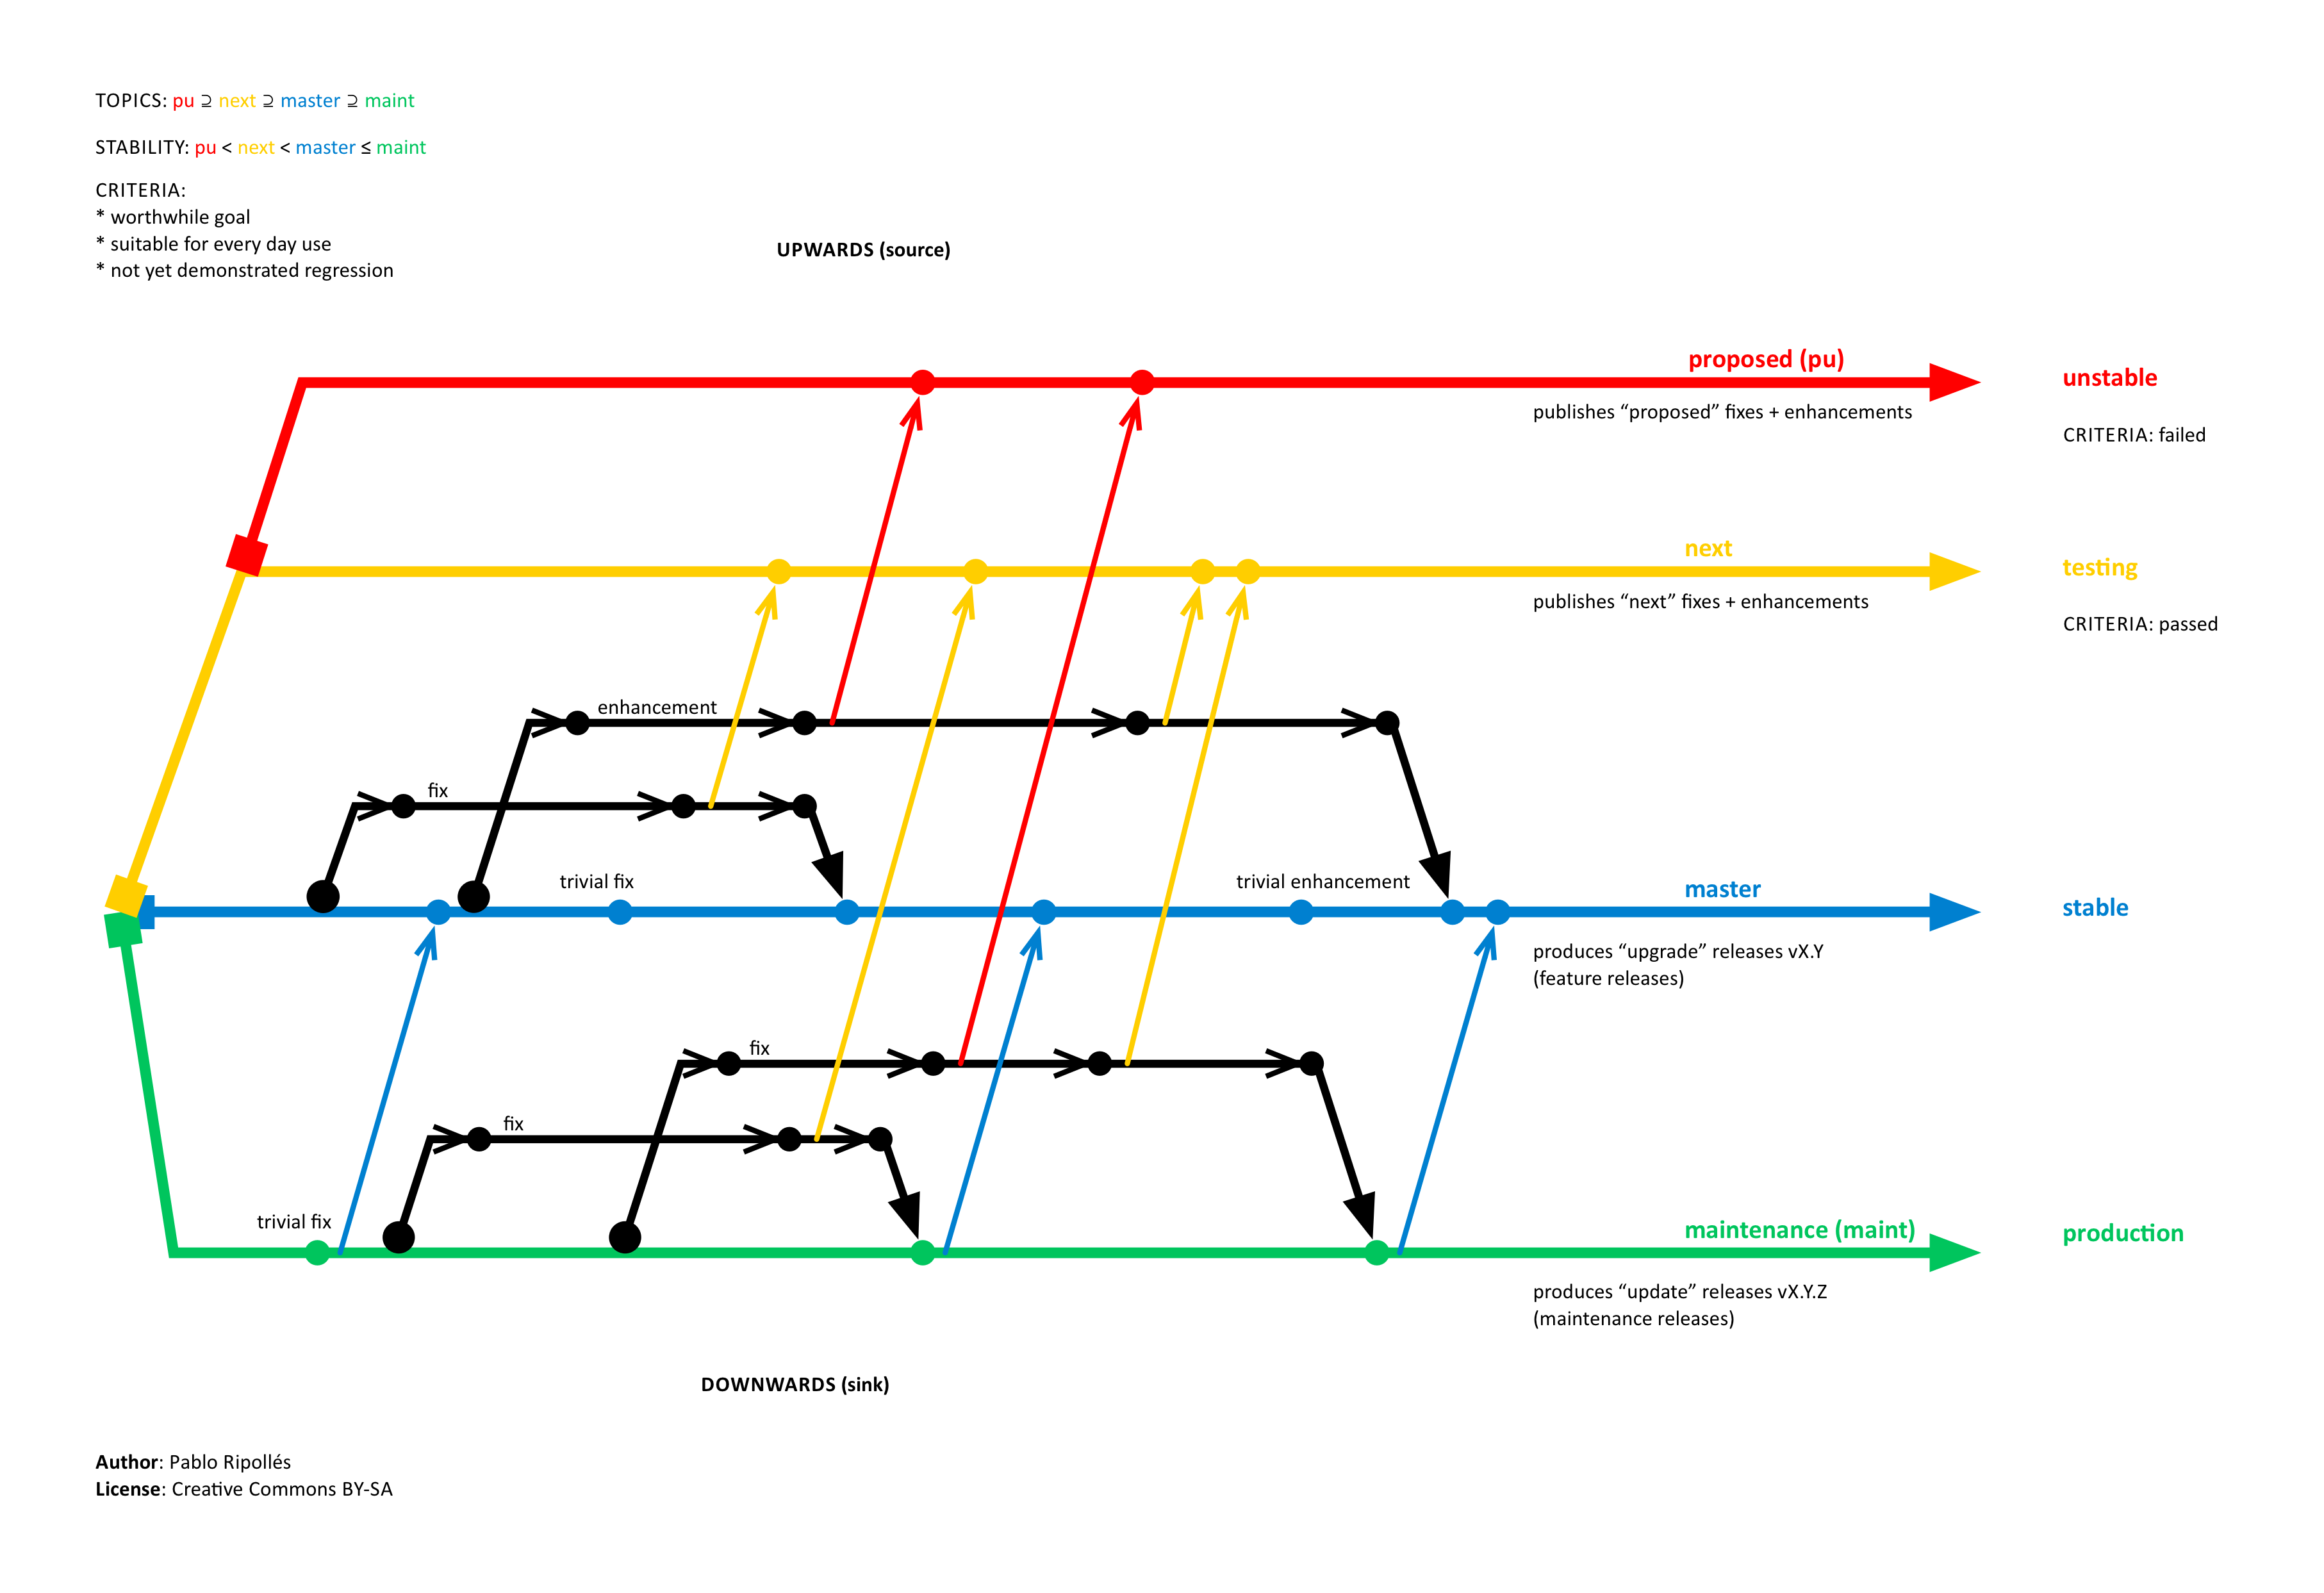 TOPICS: pu ⊇ next ⊇ master ⊇ maint
STABILITY: pu < next < master ≤ maint
CRITERIA:
* worthwhile goal
* suitable for every day use
* not yet demonstrated regression
UPWARDS (source)
proposed (pu)
unstable
publishes “proposed” fixes + enhancements
CRITERIA: failed
next
testing
publishes “next” fixes + enhancements
CRITERIA: passed
enhancement
fix
trivial fix
trivial enhancement
master
stable
produces “upgrade” releases vX.Y
(feature releases)
fix
fix
trivial fix
maintenance (maint)
production
produces “update” releases vX.Y.Z
(maintenance releases)
DOWNWARDS (sink)
Author: Pablo Ripollés
License: Creative Commons BY-SA